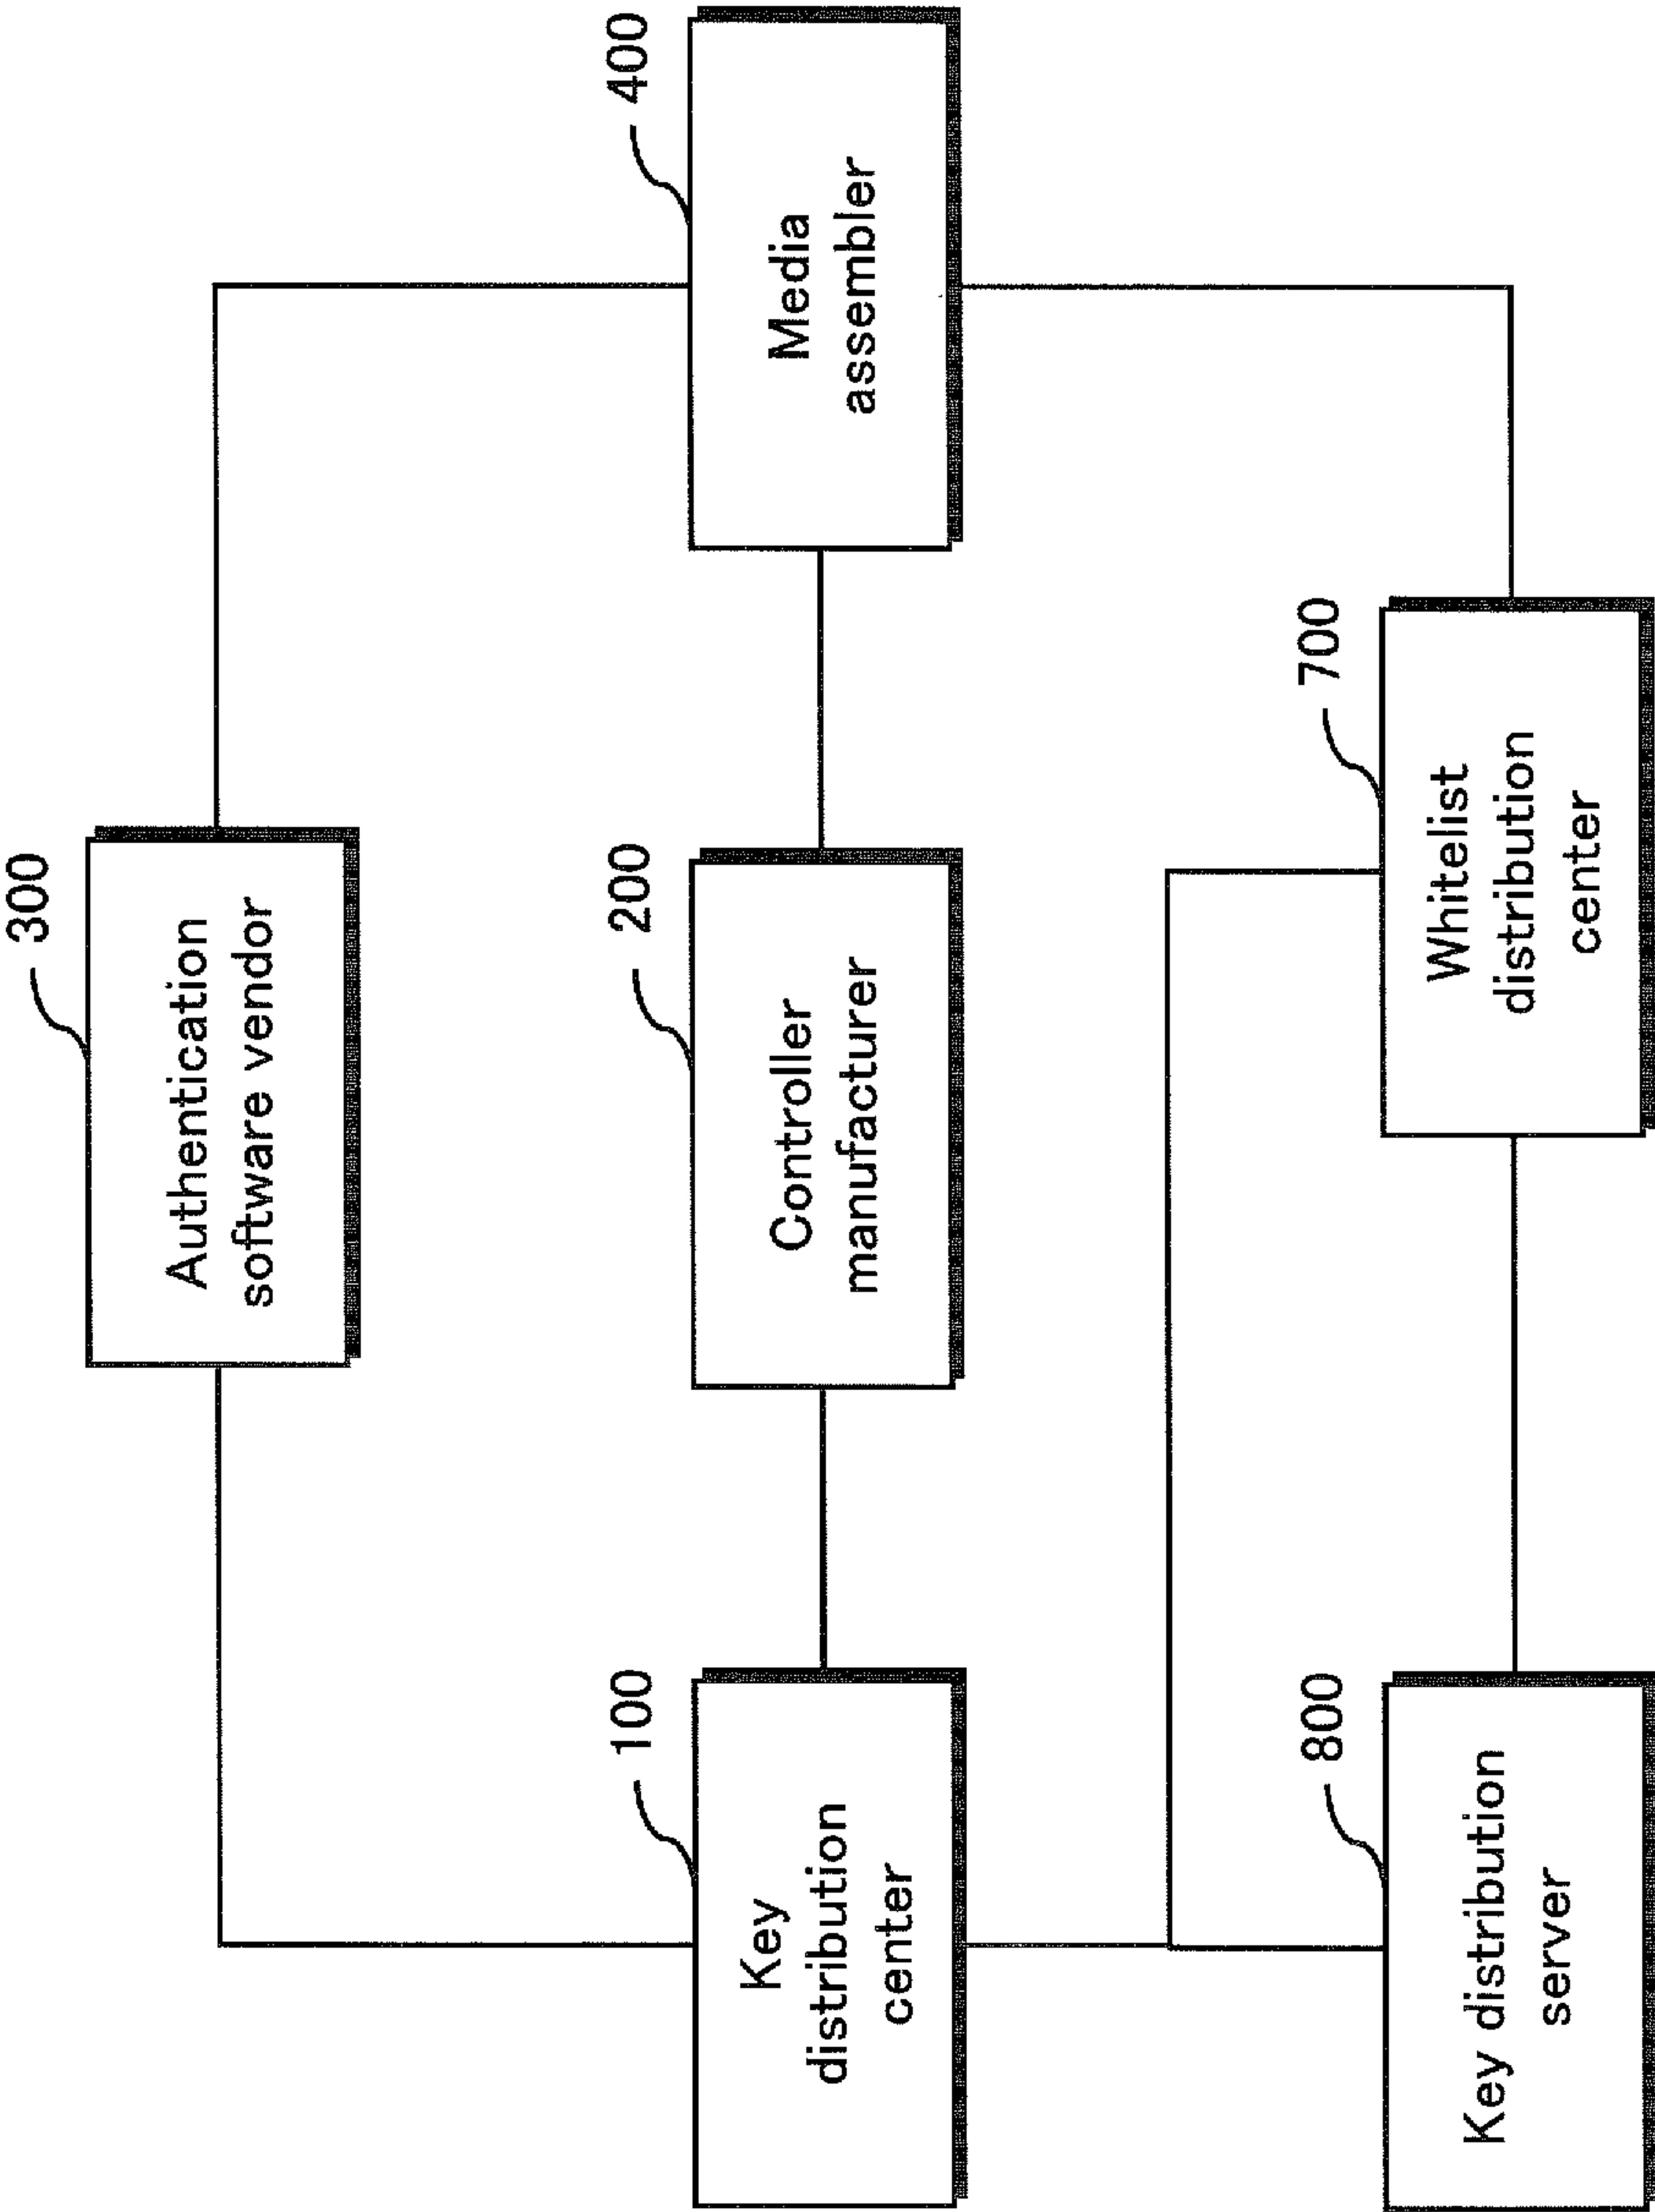 300
Authentication
software vendor
100
Key
distribution
center
200
Controller
manufacturer
400
Media
assembler
800
Key distribution
server
700
Whitelist
distribution
center